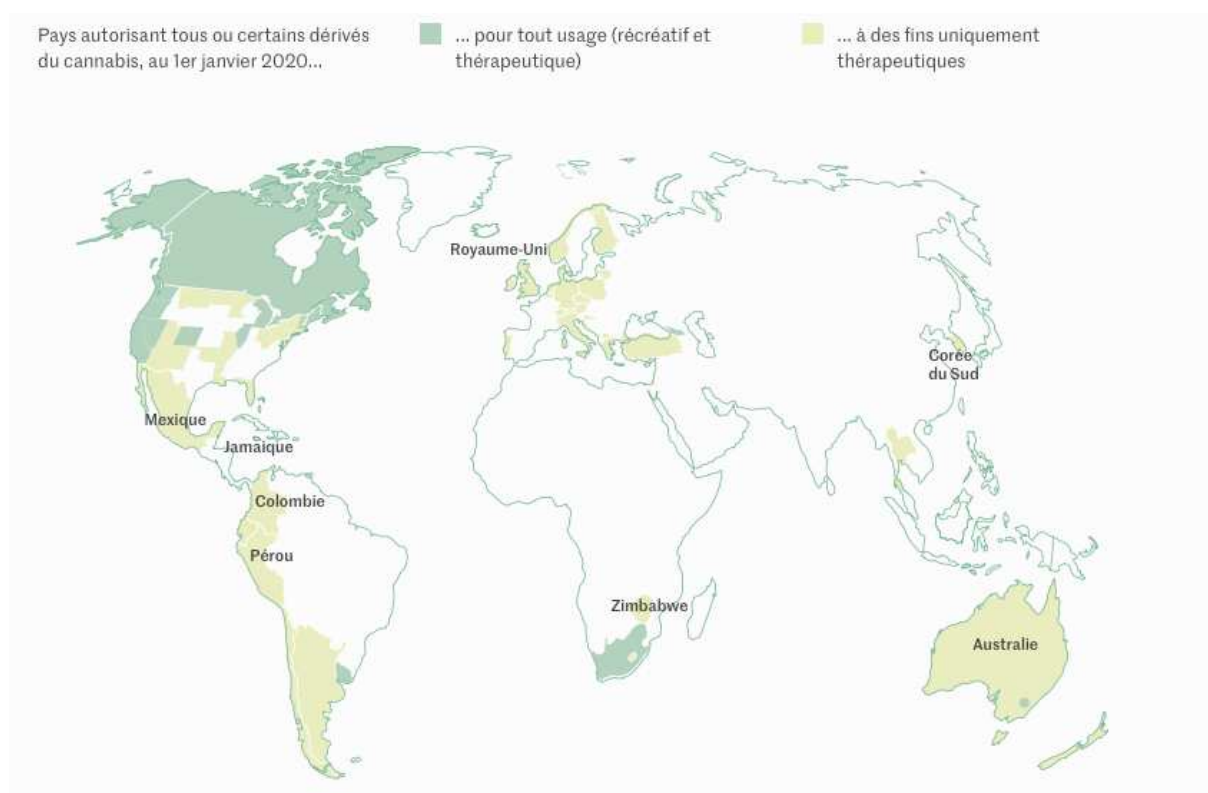 Pays autorisant tous ou certains dérivés
du cannabis, au 1er janvier 2020...
... pour tout usage (récréatif et
thérapeutique)
... à des fins uniquement
thérapeutiques
Royaume-Uni
Corée
du Sud
Mexique
Jamaique
Colombie
Pérou
Zimbabwe
Australie